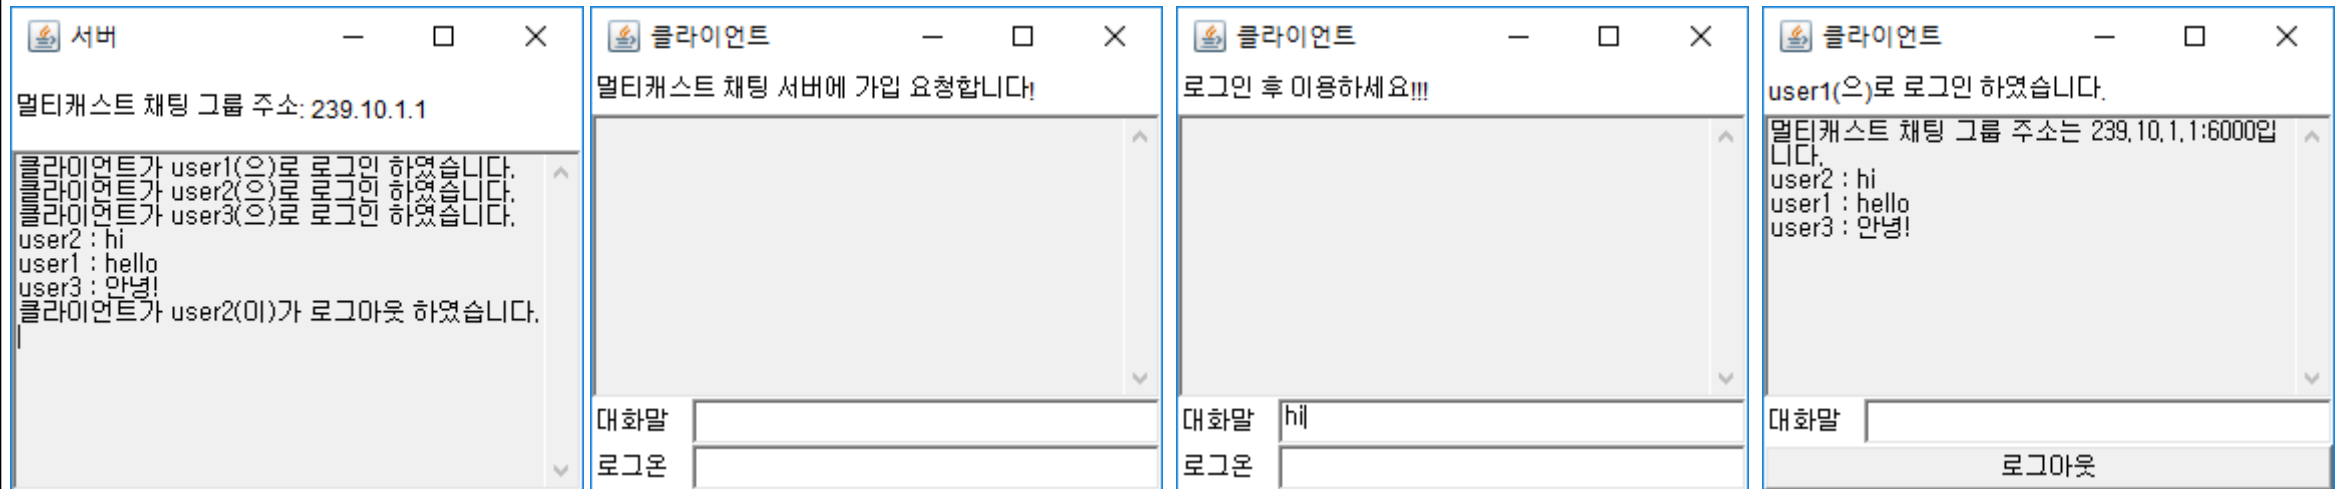 서버
멀티캐스트 채팅 그룹 주소: 239.10.1.1
클라이언트가 user1(으)로 로그인 하였습니다.
클라이언트가 user2(으)로 로그인 하였습니다.
클라이언트가 user3(으)로 로그인 하였습니다.
user2 : hi
user1 : hello
user3 : 안녕!
클라이언트가 user2(이)가 로그아웃 하였습니다.
클라이언트
멀티캐스트 채팅 서버에 가입 요청합니다!
대화말
로그온
클라이언트
로그인 후 이용하세요!!!
대화말 hi
로그온
클라이언트
user1(으)로 로그인 하였습니다.
멀티캐스트 채팅 그룹 주소는 239.10.1.1:6000입
니다.
user2 : hi
user1 : hello
user3 : 안녕!
대화말
로그아웃